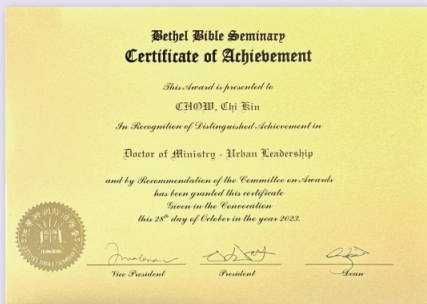 Bethel Bible Seminary
Certificate of Achievement
This Award is presented to
CHOW, Chi Kin
In Recognition of Distinguished Achievement in
Doctor of Ministry - Urban Leadership
and by Recommendation of the Committee on Awards
has been granted this certificate
Given in the Convocation
this 28th day of October in the year 2023.
Vice President President Dean